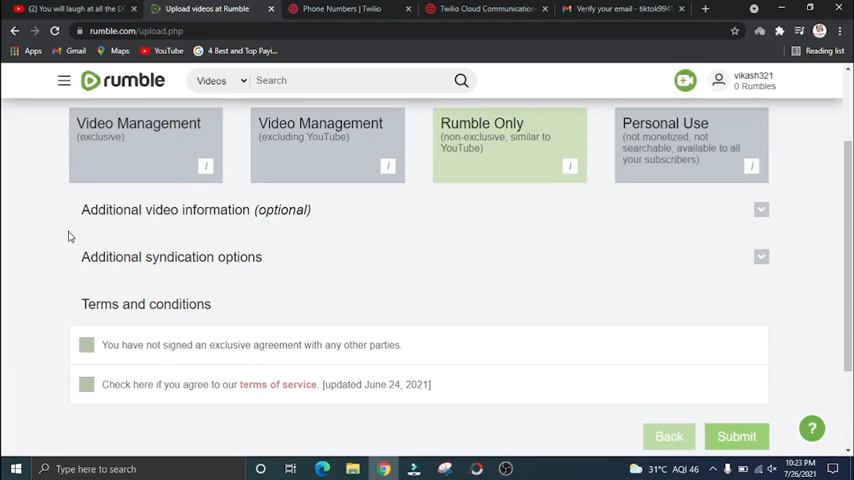 (2) You will laugh at all the Di
Upload videos at Rumble
Phone Numbers | Twilio
Twilio Cloud Communication
Verify your email - tiktok994
rumble.com/upload.php
Apps
Gmail
Maps
YouTube
4 Best and Top Payi...
Reading list
rumble
Videos
Search
vikash321
0 Rumbles
Video Management
(exclusive)
i
Video Management
(excluding YouTube)
i
Rumble Only
(non-exclusive, similar to
YouTube)
i
Personal Use
(not monetized, not
searchable, available to all
your subscribers)
i
Additional video information (optional)
Additional syndication options
Terms and conditions
You have not signed an exclusive agreement with any other parties.
Check here if you agree to our terms of service. [updated June 24, 2021]
Back
Submit
?
Type here to search
31°C AQI 46
10:23 PM
7/26/2021